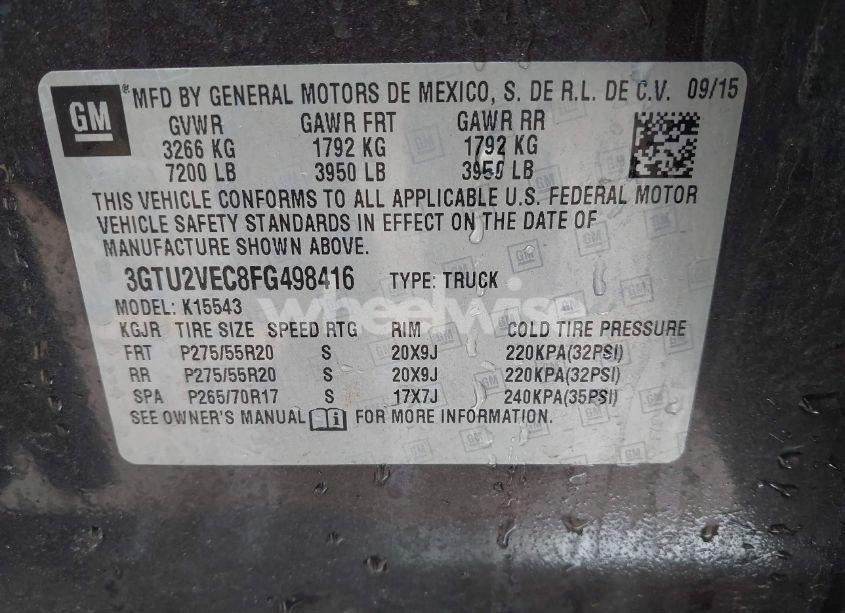 GM ® MFD BY GENERAL MOTORS DE MEXICO, S. DE R.L. DE C.V. 09/15
GVWR GAWR FRT GAWR RR
3266 KG 1792 KG 1792 KG
7200 LB 3950 LB 3950 LB
THIS VEHICLE CONFORMS TO ALL APPLICABLE U.S. FEDERAL MOTOR
VEHICLE SAFETY STANDARDS IN EFFECT ON THE DATE OF
MANUFACTURE SHOWN ABOVE.
3GTU2VEC8FG498416 TYPE: TRUCK
MODEL: K15543
wheelwise
KGJR TIRE SIZE SPEED RTG RIM COLD TIRE PRESSURE
FRT P275/55R20 S 20X9J 220KPA(32PSI)
RR P275/55R20 S 20X9J 220KPA(32PSI)
SPA P265/70R17 S 17X7J 240KPA(35PSI)
SEE OWNER'S MANUAL i FOR MORE INFORMATION.